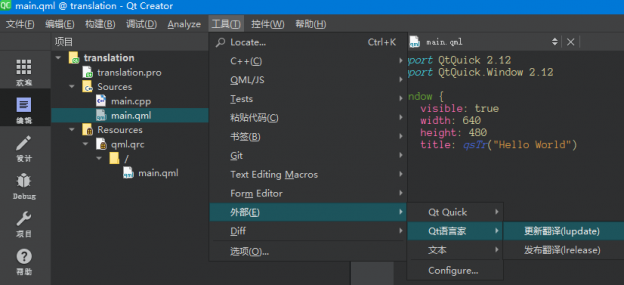 QC main.qml @ translation - Qt Creator
文件(F) 编辑(E) 构建(B) 调试(D) Analyze 工具(T) 控件(W) 帮助(H)
欢迎
编辑
设计
Debug
项目
帮助
项目
translation
translation.pro
Sources
main.cpp
main.qml
Resources
qml.qrc
/
main.qml
Locate... Ctrl+K
C++(C)
QML/JS
Tests
粘贴代码(C)
书签(B)
Git
Text Editing Macros
Form Editor
外部(E)
Diff
选项(O)...
Qt Quick
Qt语言家
文本
Configure...
更新翻译(lupdate)
发布翻译(lrelease)
main.qml
port QtQuick 2.12
port QtQuick.Window 2.12
ndow {
visible: true
width: 640
height: 480
title: qsTr("Hello World")